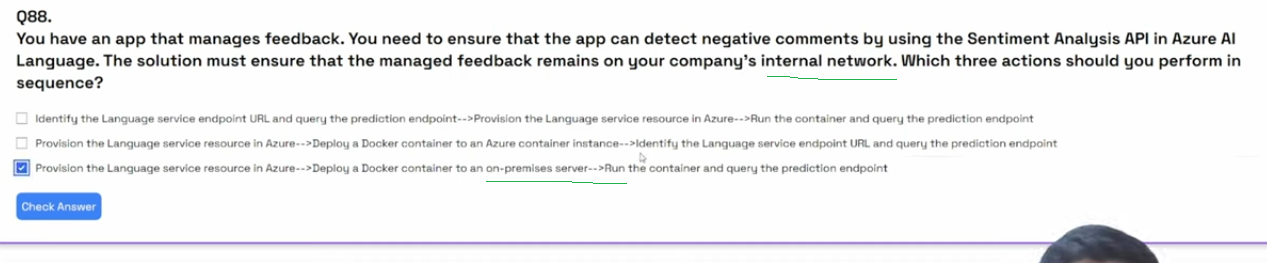 Q88.
You have an app that manages feedback. You need to ensure that the app can detect negative comments by using the Sentiment Analysis API in Azure AI
Language. The solution must ensure that the managed feedback remains on your company's internal network. Which three actions should you perform in
sequence?
Identify the Language service endpoint URL and query the prediction endpoint-->Provision the Language service resource in Azure-->Run the container and query the prediction endpoint
Provision the Language service resource in Azure-->Deploy a Docker container to an Azure container instance-->Identify the Language service endpoint URL and query the prediction endpoint
Provision the Language service resource in Azure-->Deploy a Docker container to an on-premises server-->Run the container and query the prediction endpoint
Check Answer